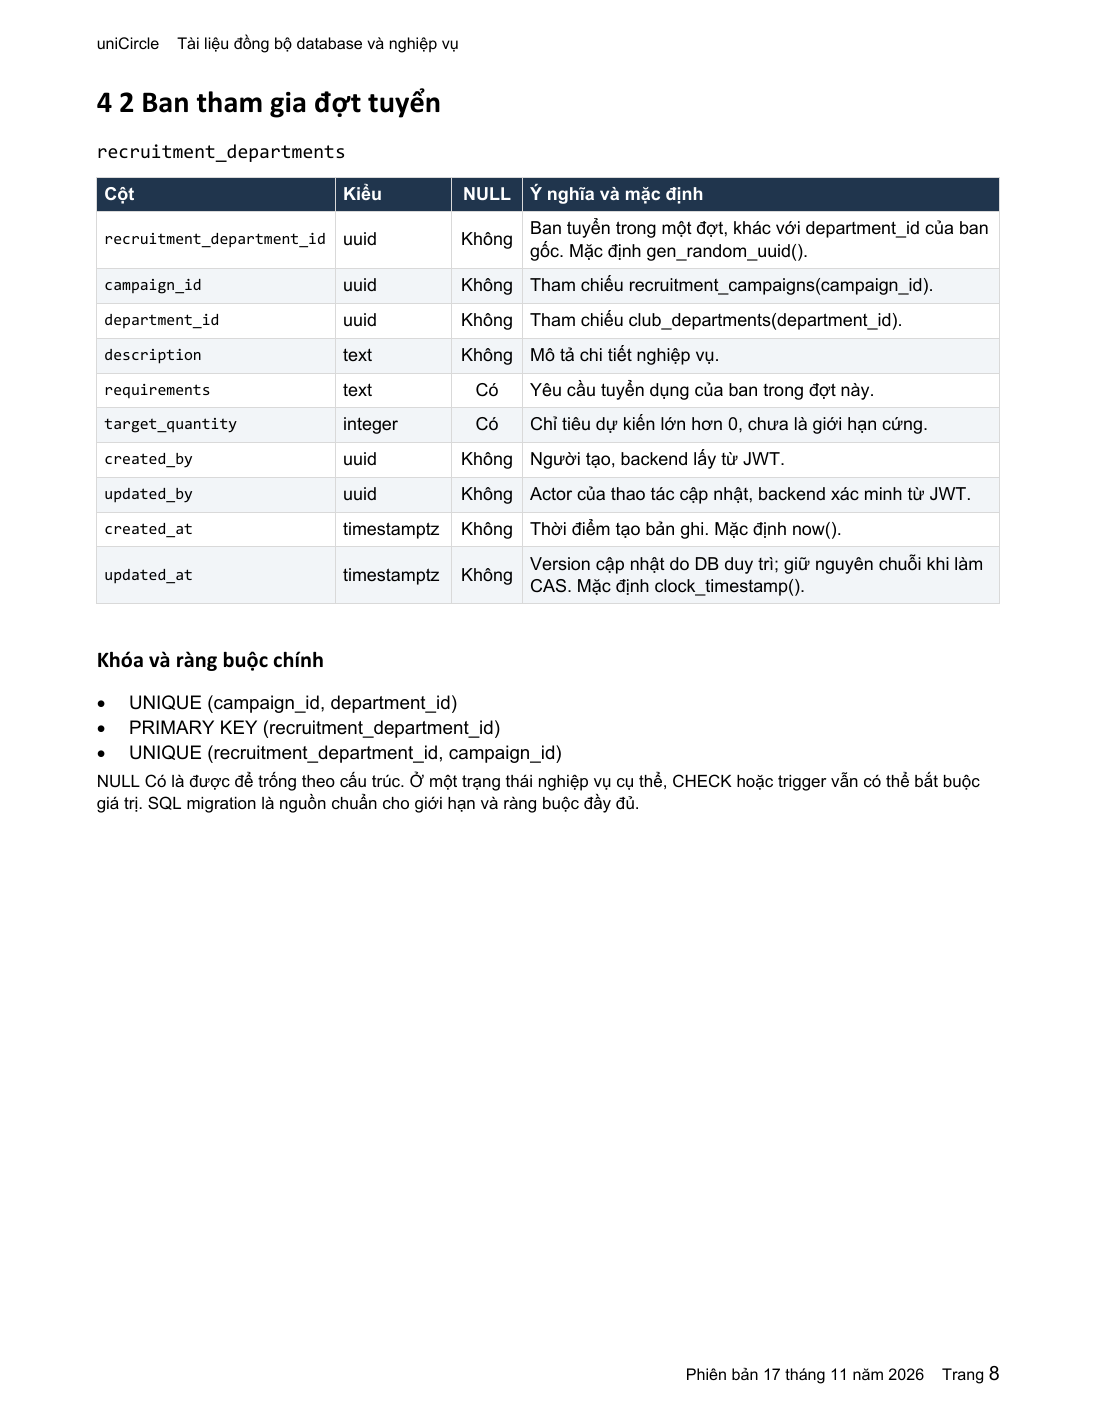 uniCircle Tài liệu đồng bộ database và nghiệp vụ
4 2 Ban tham gia đợt tuyển
recruitment_departments
Cột Kiểu NULL Ý nghĩa và mặc định
recruitment_department_id uuid Không Ban tuyển trong một đợt, khác với department_id của ban
gốc. Mặc định gen_random_uuid().
campaign_id uuid Không Tham chiếu recruitment_campaigns(campaign_id).
department_id uuid Không Tham chiếu club_departments(department_id).
description text Không Mô tả chi tiết nghiệp vụ.
requirements text Có Yêu cầu tuyển dụng của ban trong đợt này.
target_quantity integer Có Chỉ tiêu dự kiến lớn hơn 0, chưa là giới hạn cứng.
created_by uuid Không Người tạo, backend lấy từ JWT.
updated_by uuid Không Actor của thao tác cập nhật, backend xác minh từ JWT.
created_at timestamptz Không Thời điểm tạo bản ghi. Mặc định now().
updated_at timestamptz Không Version cập nhật do DB duy trì; giữ nguyên chuỗi khi làm
CAS. Mặc định clock_timestamp().
Khóa và ràng buộc chính
• UNIQUE (campaign_id, department_id)
• PRIMARY KEY (recruitment_department_id)
• UNIQUE (recruitment_department_id, campaign_id)
NULL Có là được để trống theo cấu trúc. Ở một trạng thái nghiệp vụ cụ thể, CHECK hoặc trigger vẫn có thể bắt buộc
giá trị. SQL migration là nguồn chuẩn cho giới hạn và ràng buộc đầy đủ.
Phiên bản 17 tháng 11 năm 2026 Trang 8